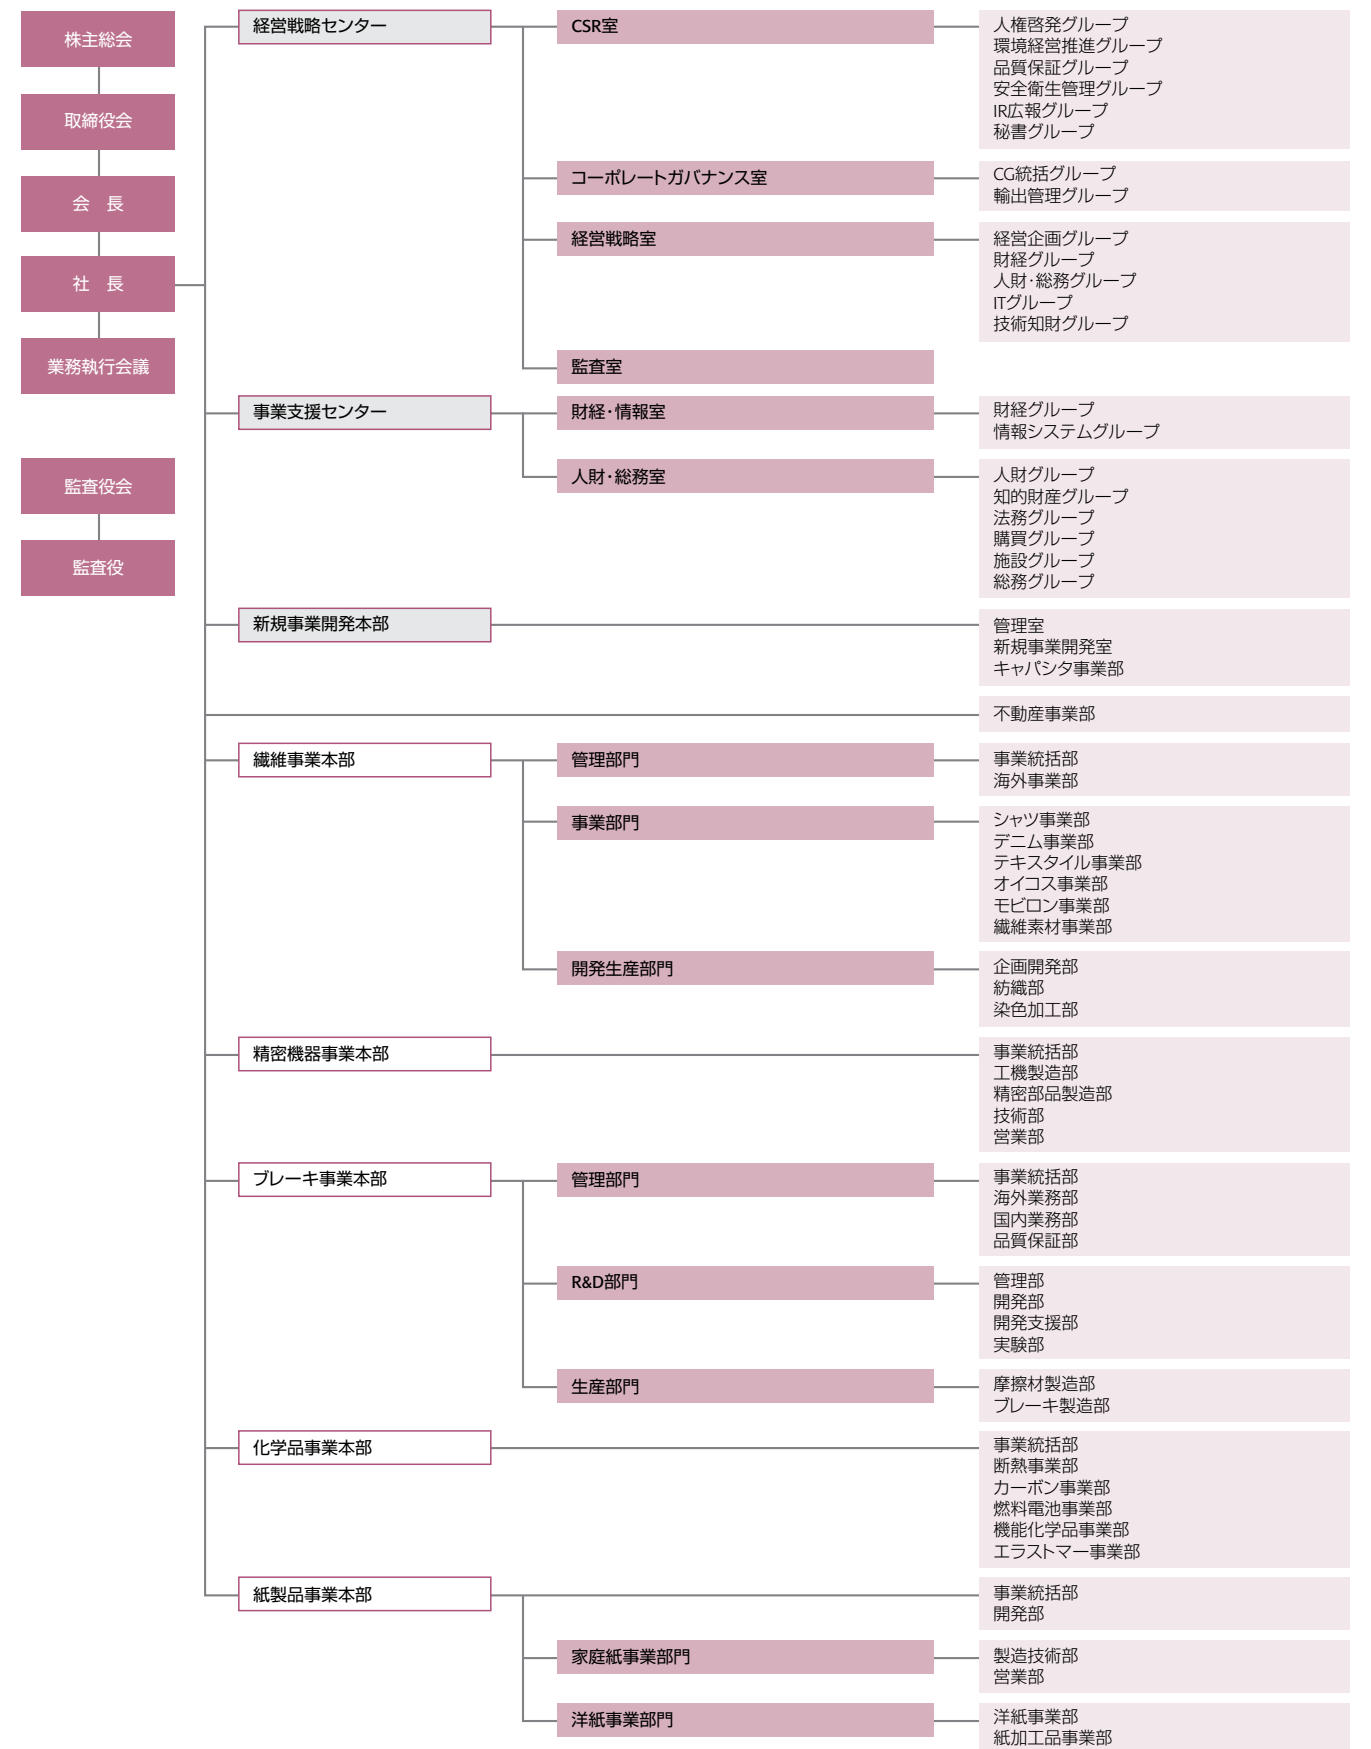 株主総会
取締役会
会　長
社　長
業務執行会議
監査役会
監査役
経営戦略センター
CSR室
人権啓発グループ
環境経営推進グループ
品質保証グループ
安全衛生管理グループ
IR広報グループ
秘書グループ
コーポレートガバナンス室
CG統括グループ
輸出管理グループ
経営戦略室
経営企画グループ
財経グループ
人財・総務グループ
ITグループ
技術知財グループ
監査室
事業支援センター
財経・情報室
財経グループ
情報システムグループ
人財・総務室
人財グループ
知的財産グループ
法務グループ
購買グループ
施設グループ
総務グループ
新規事業開発本部
管理室
新規事業開発室
キャパシタ事業部
不動産事業部
繊維事業本部
管理部門
事業統括部
海外事業部
事業部門
シャツ事業部
デニム事業部
テキスタイル事業部
オイコス事業部
モビロン事業部
繊維素材事業部
開発生産部門
企画開発部
紡織部
染色加工部
精密機器事業本部
事業統括部
工機製造部
精密部品製造部
技術部
営業部
ブレーキ事業本部
管理部門
事業統括部
海外業務部
国内業務部
品質保証部
R&D部門
管理部
開発部
開発支援部
実験部
生産部門
摩擦材製造部
ブレーキ製造部
化学品事業本部
事業統括部
断熱事業部
カーボン事業部
燃料電池事業部
機能化学品事業部
エラストマー事業部
紙製品事業本部
事業統括部
開発部
家庭紙事業部門
製造技術部
営業部
洋紙事業部門
洋紙事業部
紙加工品事業部